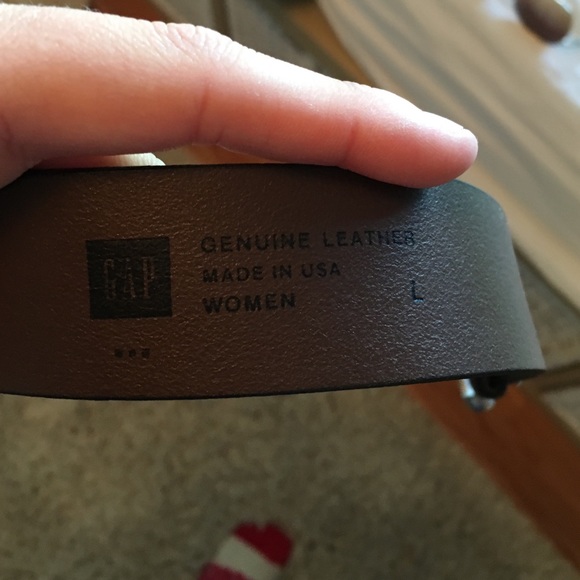 GAP
GENUINE LEATHER
MADE IN USA
WOMEN L